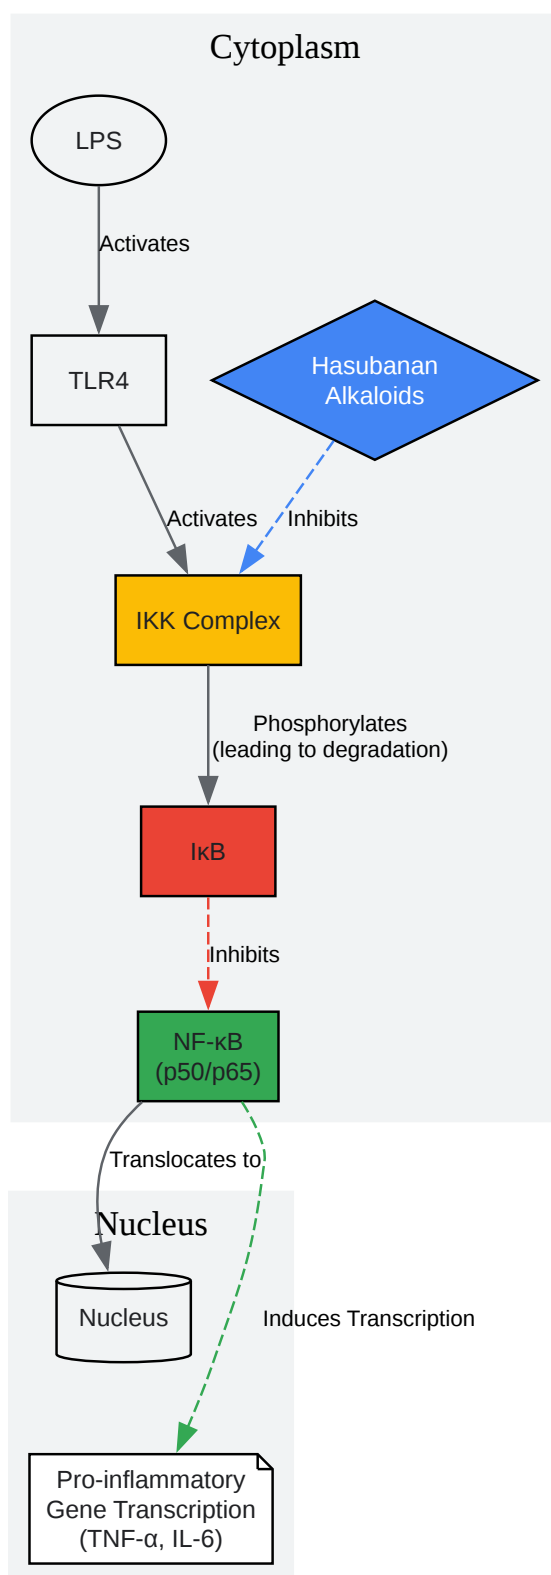 Cytoplasm
LPS
Activates
TLR4
Hasubanan
Alkaloids
Activates
Inhibits
IKK Complex
Phosphorylates
(leading to degradation)
IκB
Inhibits
NF-κB
(p50/p65)
Translocates to
Nucleus
Nucleus
Induces Transcription
Pro-inflammatory
Gene Transcription
(TNF-α, IL-6)